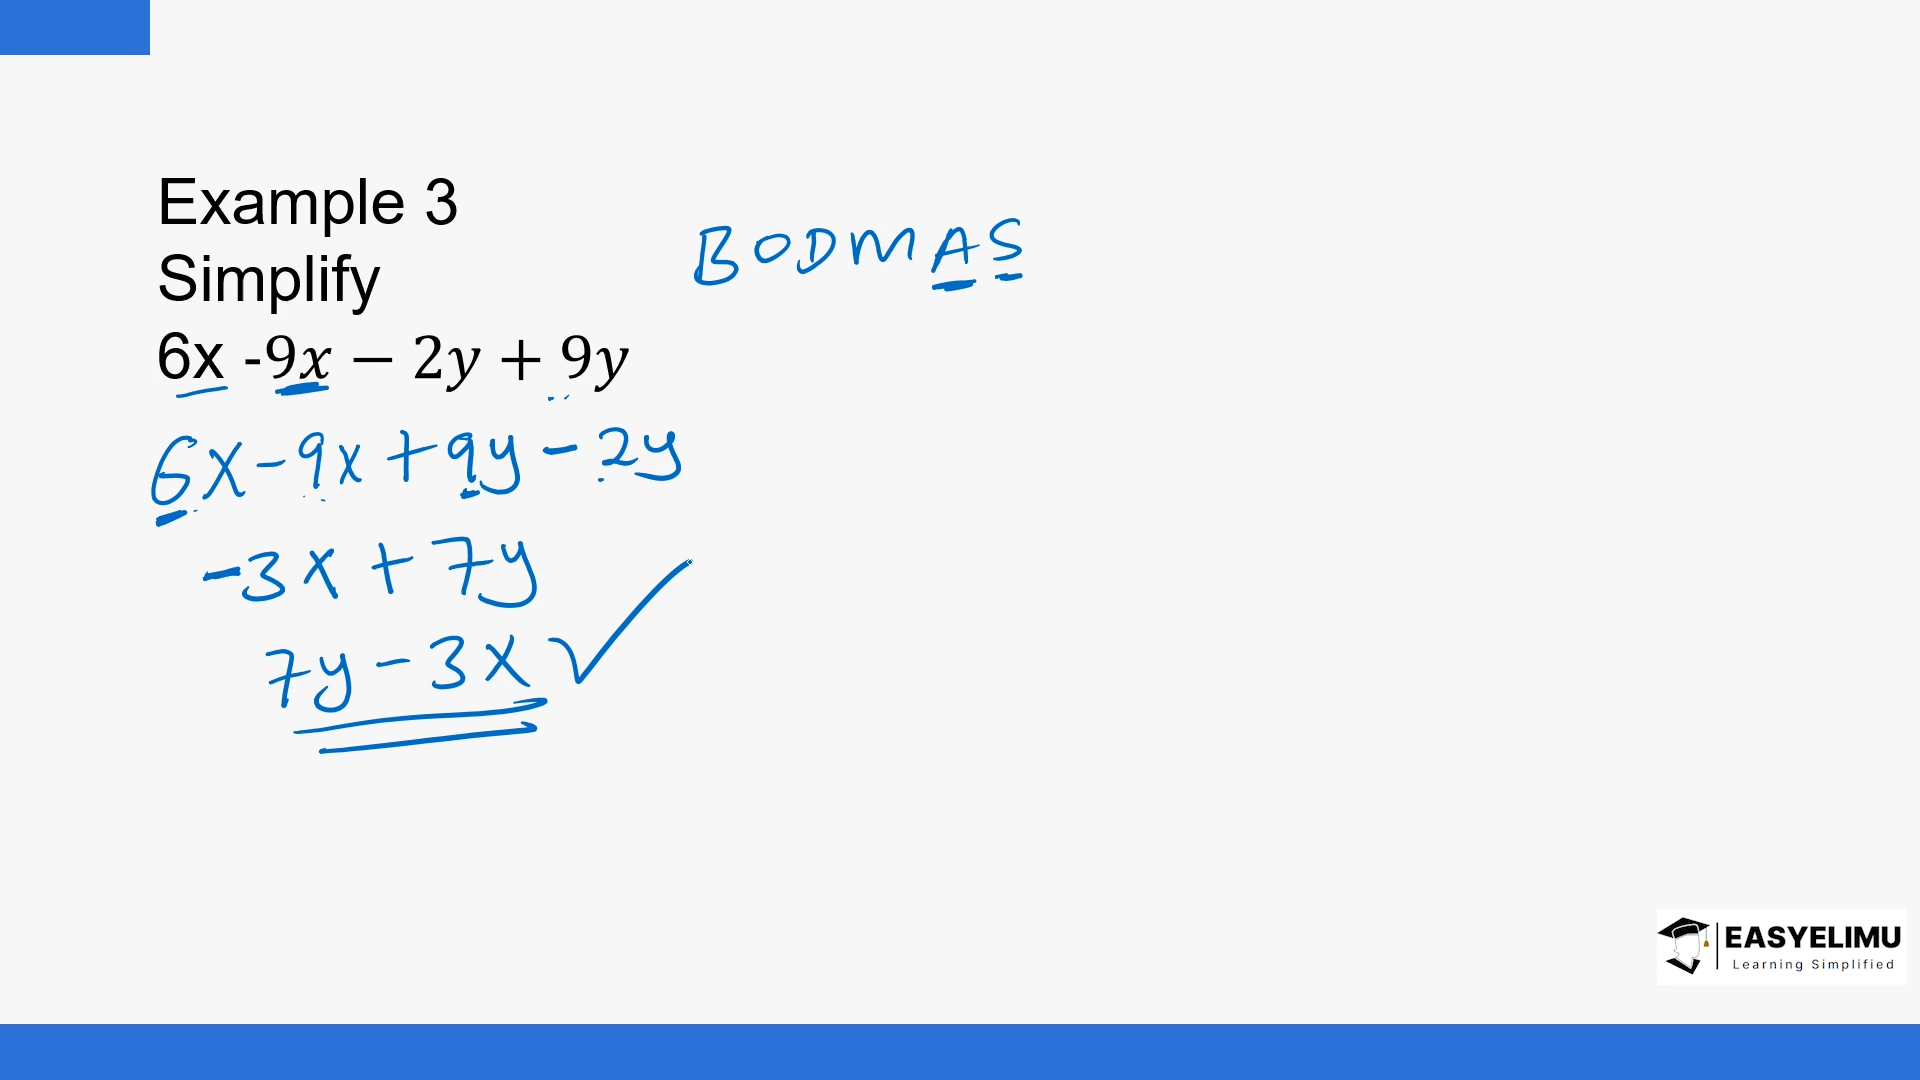 Example 3
Simplify
BODMAS
6x -9x − 2y + 9y
6x-9x+9y-2y
-3x+7y
7y-3x
EASYELIMU
Learning Simplified